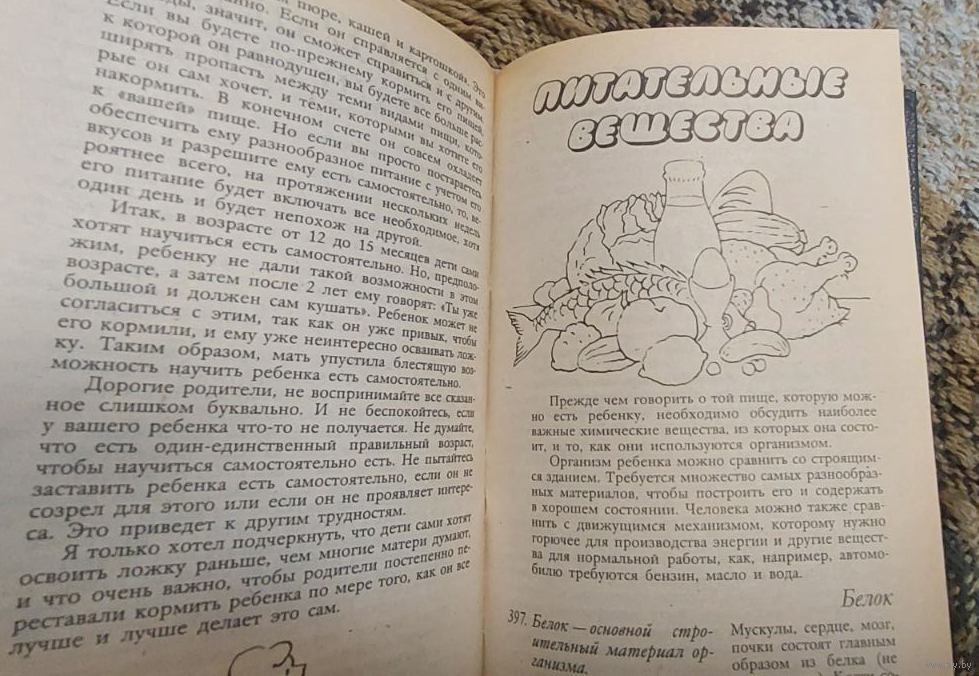 пюре, кашей и картошкой. Это
Если он справляется с одним ви-
значит, он сможет справиться и с другим.
Если вы будете по-прежнему кормить его пищей,
к которой он равнодушен, вы будете все больше рас-
ширять пропасть между теми видами пищи, кото-
рые он сам хочет, и теми, которыми вы хотите его
накормить. В конечном счете он совсем охладеет
к «вашей» пище. Но если вы просто постараетесь
обеспечить ему разнообразное питание с учетом его
вкусов и разрешите ему есть самостоятельно, то, ве-
роятнее всего, на протяжении нескольких недель
его питание будет включать все необходимое, хотя
один день и будет непохож на другой.
Итак, в возрасте от 12 до 15 месяцев дети сами
хотят научиться есть самостоятельно. Но, предполо-
жим, ребенку не дали такой возможности в этом
возрасте, а затем после 2 лет ему говорят: «Ты уже
большой и должен сам кушать». Ребенок может не
согласиться с этим, так как он уже привык, чтобы
его кормили, и ему уже неинтересно осваивать лож-
ку. Таким образом, мать упустила блестящую воз-
можность научить ребенка есть самостоятельно.
Дорогие родители, не воспринимайте все сказан-
ное слишком буквально. И не беспокойтесь, если
у вашего ребенка что-то не получается. Не думайте,
что есть один-единственный правильный возраст,
чтобы научиться самостоятельно есть. Не пытайтесь
заставить ребенка есть самостоятельно, если он не
созрел для этого или если он не проявляет интере-
са. Это приведет к другим трудностям.
Я только хотел подчеркнуть, что дети сами хотят
освоить ложку раньше, чем многие матери думают,
и что очень важно, чтобы родители постепенно пе-
реставали кормить ребенка по мере того, как он все
лучше и лучше делает это сам.
ПИТАТЕЛЬНЫЕ
ВЕЩЕСТВА
Прежде чем говорить о той пище, которую мож-
но есть ребенку, необходимо обсудить наиболее
важные химические вещества, из которых она состо-
ит, и то, как они используются организмом.
Организм ребенка можно сравнить со строящим-
ся зданием. Требуется множество самых разнообраз-
ных материалов, чтобы построить его и содержать
в хорошем состоянии. Человека можно также срав-
нить с движущимся механизмом, которому нужно
горючее для производства энергии и другие вещест-
ва для нормальной работы, как, например, автомо-
билю требуются бензин, масло и вода.
Белок
397. Белок — основной стро-
ительный материал ор-
ганизма.
Мускулы, сердце, мозг,
почки состоят главным
образом из белка (не